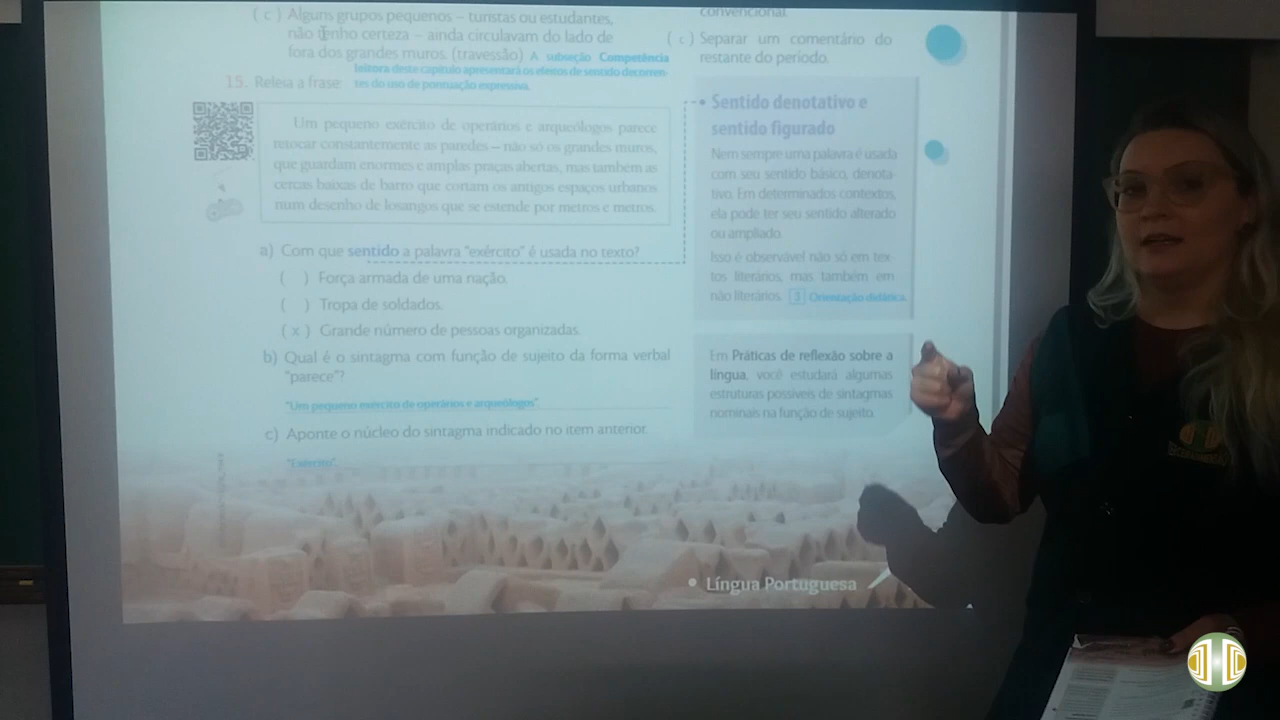 ( c ) Alguns grupos pequenos – turistas ou estudantes,
não tenho certeza – ainda circulavam do lado de
fora dos grandes muros. (travessão) A subseção Competência
leitora deste capítulo apresentará os efeitos de sentido decorren-
tes do uso de pontuação expressiva.
convencional.
( c ) Separar um comentário do
restante do período.
15. Releia a frase:
Um pequeno exército de operários e arqueólogos parece
retocar constantemente as paredes – não só os grandes muros,
que guardam enormes e amplas praças abertas, mas também as
cercas baixas de barro que cortam os antigos espaços urbanos
num desenho de losangos que se estende por metros e metros.
a) Com que sentido a palavra "exército" é usada no texto?
( ) Força armada de uma nação.
( ) Tropa de soldados.
( x ) Grande número de pessoas organizadas.
b) Qual é o sintagma com função de sujeito da forma verbal
"parece"?
"Um pequeno exército de operários e arqueólogos".
c) Aponte o núcleo do sintagma indicado no item anterior.
"Exército".
• Sentido denotativo e
sentido figurado
Nem sempre uma palavra é usada
com seu sentido básico, denota-
tivo. Em determinados contextos,
ela pode ter seu sentido alterado
ou ampliado.
Isso é observável não só em tex-
tos literários, mas também em
não literários. 3 Orientação didática.
Em Práticas de reflexão sobre a
língua, você estudará algumas
estruturas possíveis de sintagmas
nominais na função de sujeito.
• Língua Portuguesa